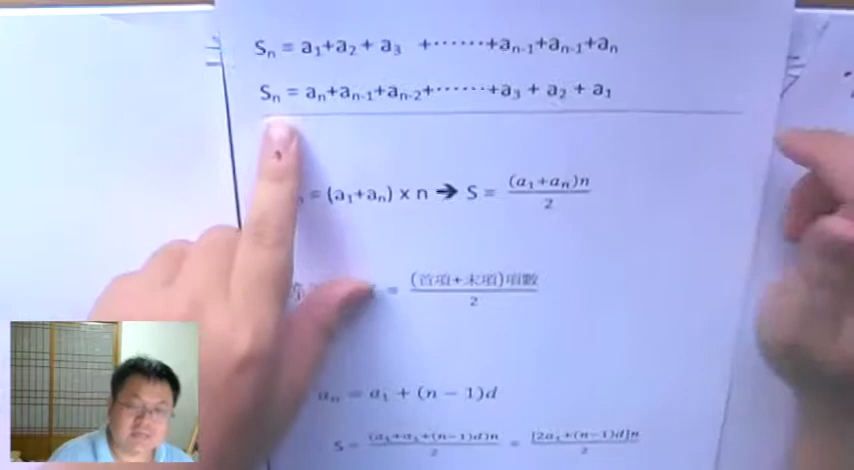 Sn = a1+a2+ a3 +⋯⋯+an-1+an-1+an
Sn = an+an-1+an-2+⋯⋯+a3 + a2 + a1
n = (a1+an) x n ➔ S = (a1+an)n / 2
= (首項+末項)項數 / 2
an = a1 + (n − 1)d
S = (a1+a1+(n−1)d)n / 2 = [2a1+(n−1)d]n / 2